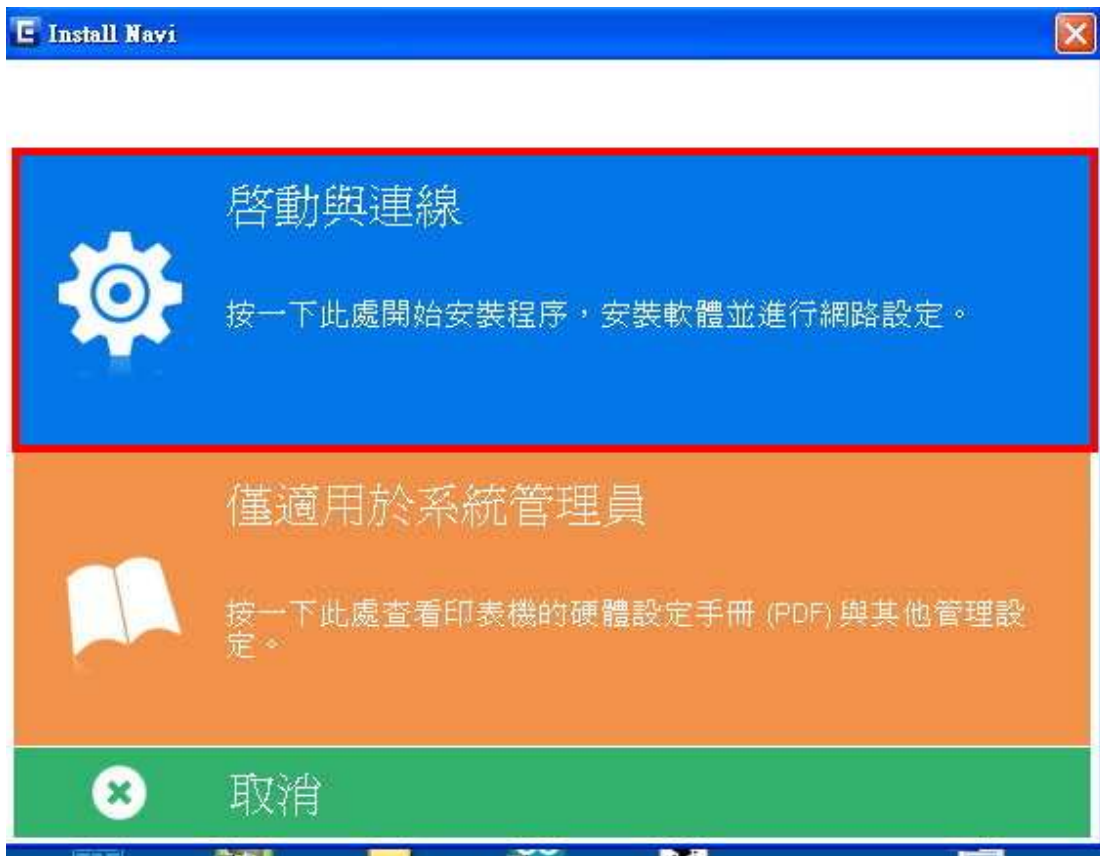 Install Navi
啓動與連線
按一下此處開始安裝程序，安裝軟體並進行網路設定。
僅適用於系統管理員
按一下此處查看印表機的硬體設定手冊 (PDF) 與其他管理設
定。
取消